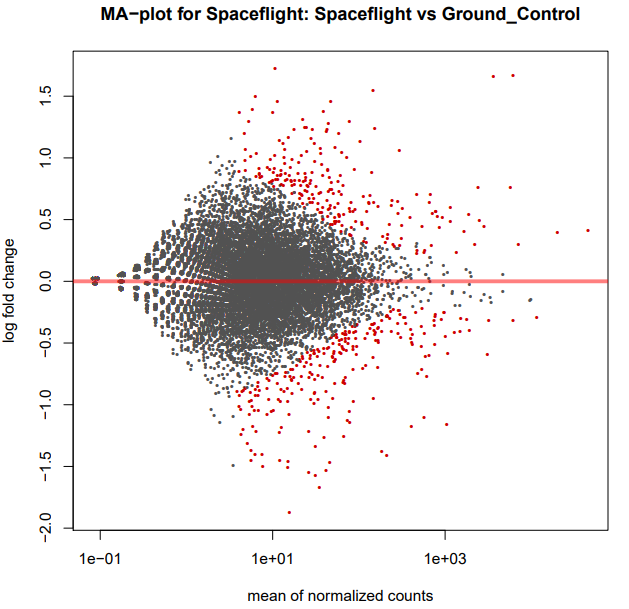 MA−plot for Spaceflight: Spaceflight vs Ground_Control
log fold change
1.5
1.0
0.5
0.0
−0.5
−1.0
−1.5
−2.0
1e−01
1e+01
1e+03
mean of normalized counts